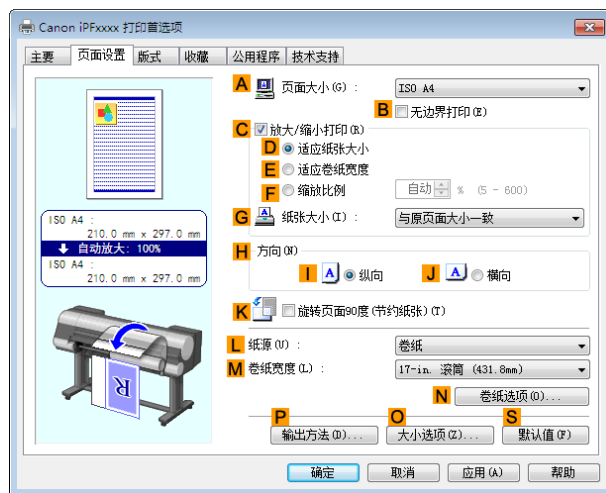 Canon iPFxxxx 打印首选项
主要 页面设置 版式 收藏 公用程序 技术支持
A 页面大小(G) : ISO A4
B 无边界打印(E)
C 放大/缩小打印(R)
D 适应纸张大小
E 适应卷纸宽度
F 缩放比例 自动 % (5 - 600)
G 纸张大小(I) : 与原页面大小一致
ISO A4 :
210.0 mm x 297.0 mm
自动放大: 100%
ISO A4 :
210.0 mm x 297.0 mm
H 方向(N)
I A 纵向 J A 横向
K 旋转页面90度(节约纸张)(T)
L 纸源(U) : 卷纸
M 卷纸宽度(L) : 17-in. 滚筒 (431.8mm)
N 卷纸选项(O)...
R
P O S
输出方法(D)... 大小选项(Z)... 默认值(F)
确定 取消 应用(A) 帮助